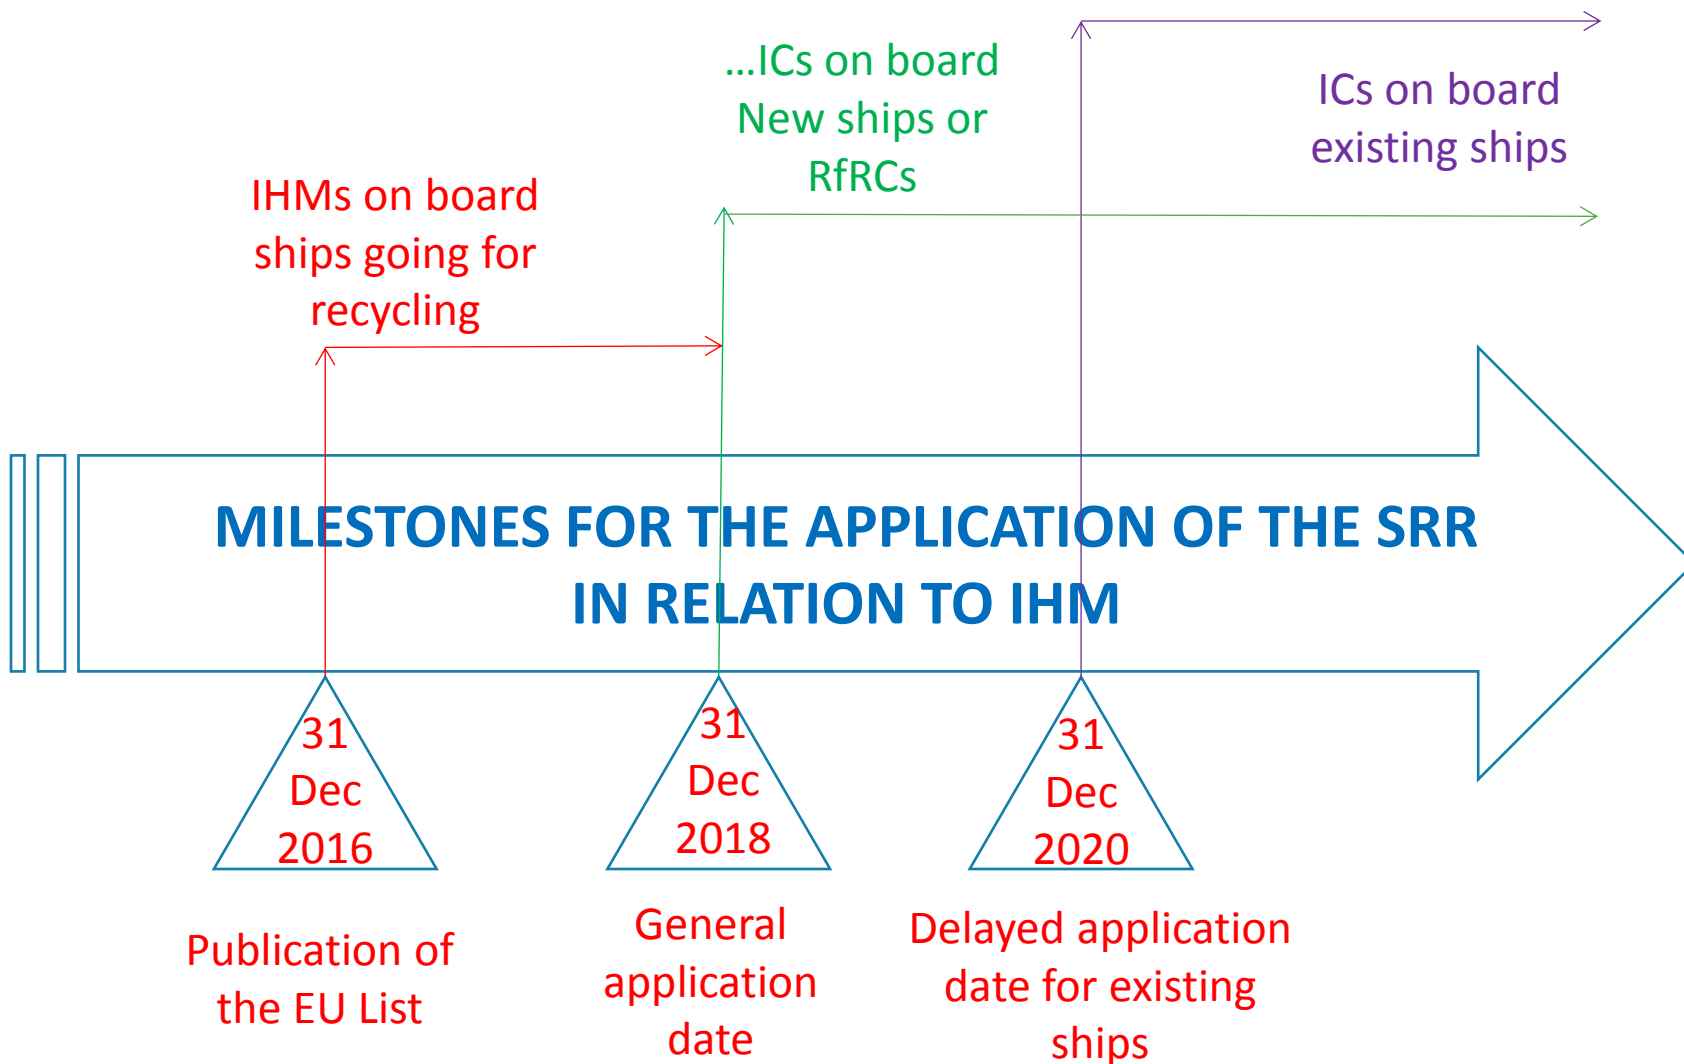 …ICs on board
New ships or
RfRCs
ICs on board
existing ships
IHMs on board
ships going for
recycling
MILESTONES FOR THE APPLICATION OF THE SRR
IN RELATION TO IHM
31
Dec
2016
31
Dec
2018
31
Dec
2020
Publication of
the EU List
General
application
date
Delayed application
date for existing
ships